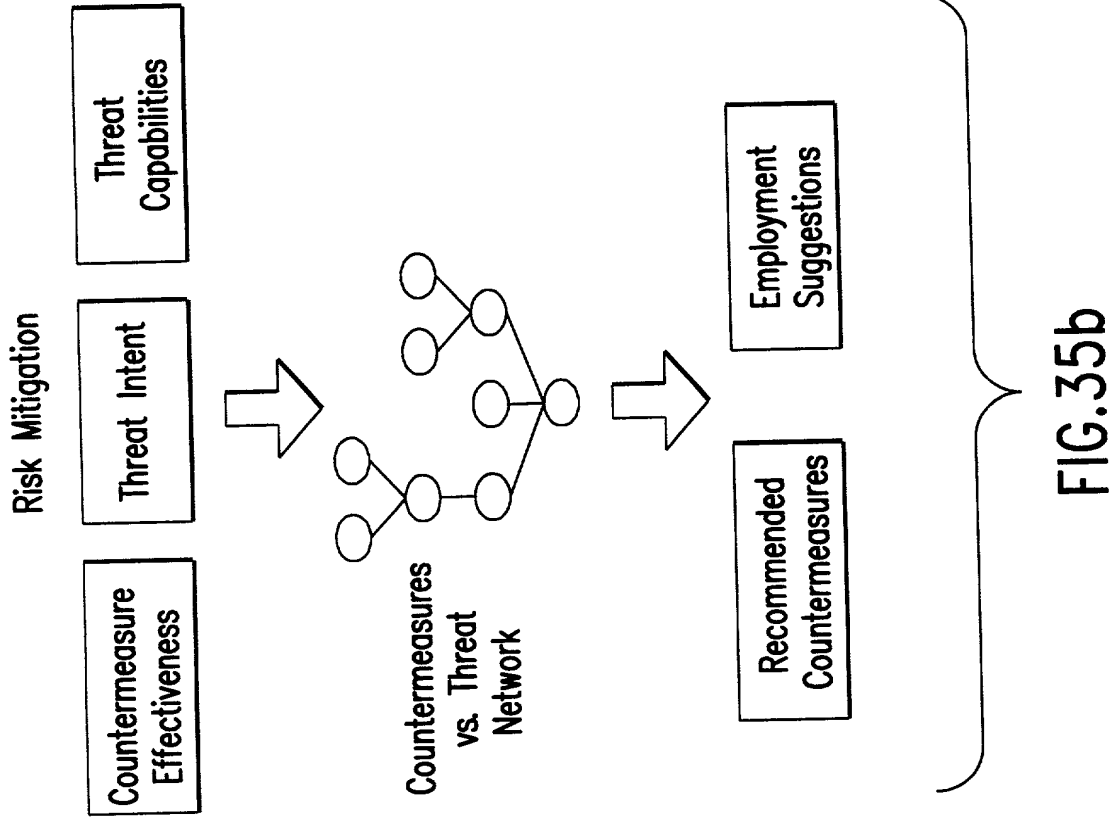 Risk Mitigation
Countermeasure
Effectiveness
Threat Intent
Threat
Capabilities
Countermeasures
vs. Threat
Network
Recommended
Countermeasures
Employment
Suggestions
FIG.35b